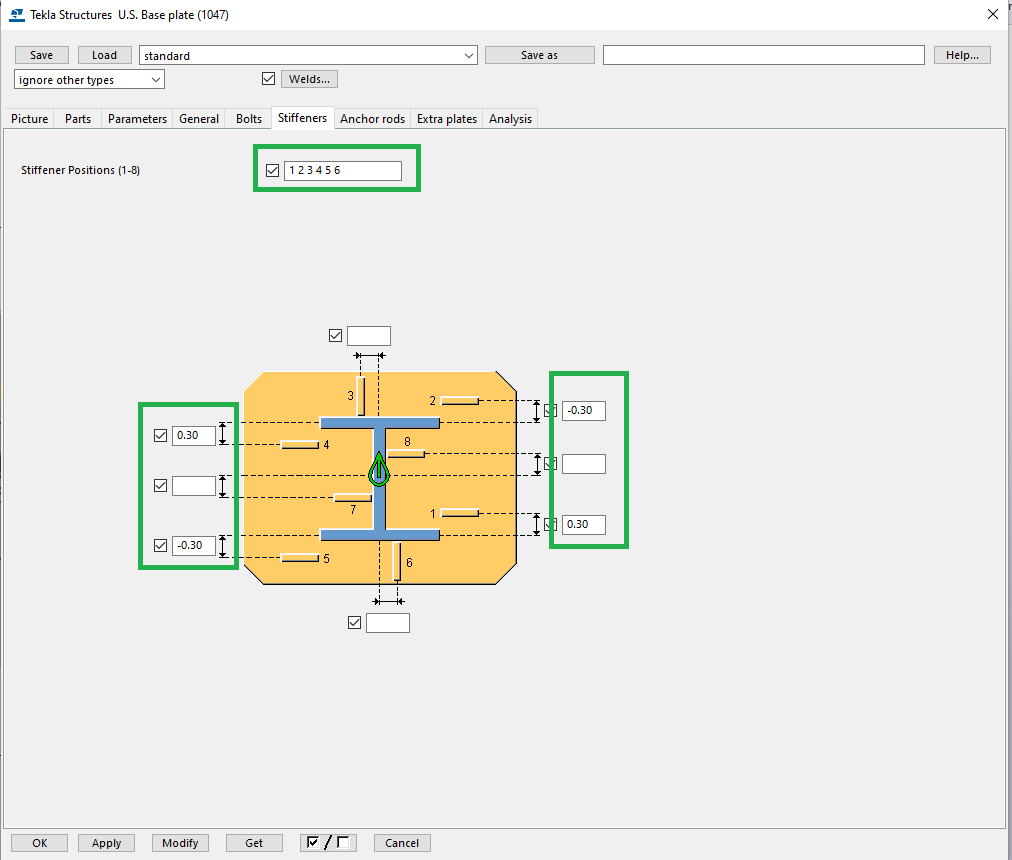 Tekla Structures  U.S. Base plate (1047)
Save Load standard Save as Help...
ignore other types Welds...
Picture Parts Parameters General Bolts Stiffeners Anchor rods Extra plates Analysis
Stiffener Positions (1-8) 1 2 3 4 5 6
3
2 -0.30
0.30 4 8
7
1 0.30
-0.30 5 6
OK Apply Modify Get / Cancel